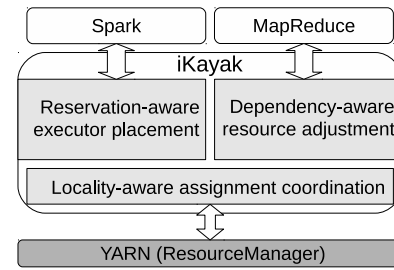 Spark
MapReduce
iKayak
Reservation-aware
executor placement
Dependency-aware
resource adjustment
Locality-aware assignment coordination
YARN (ResourceManager)